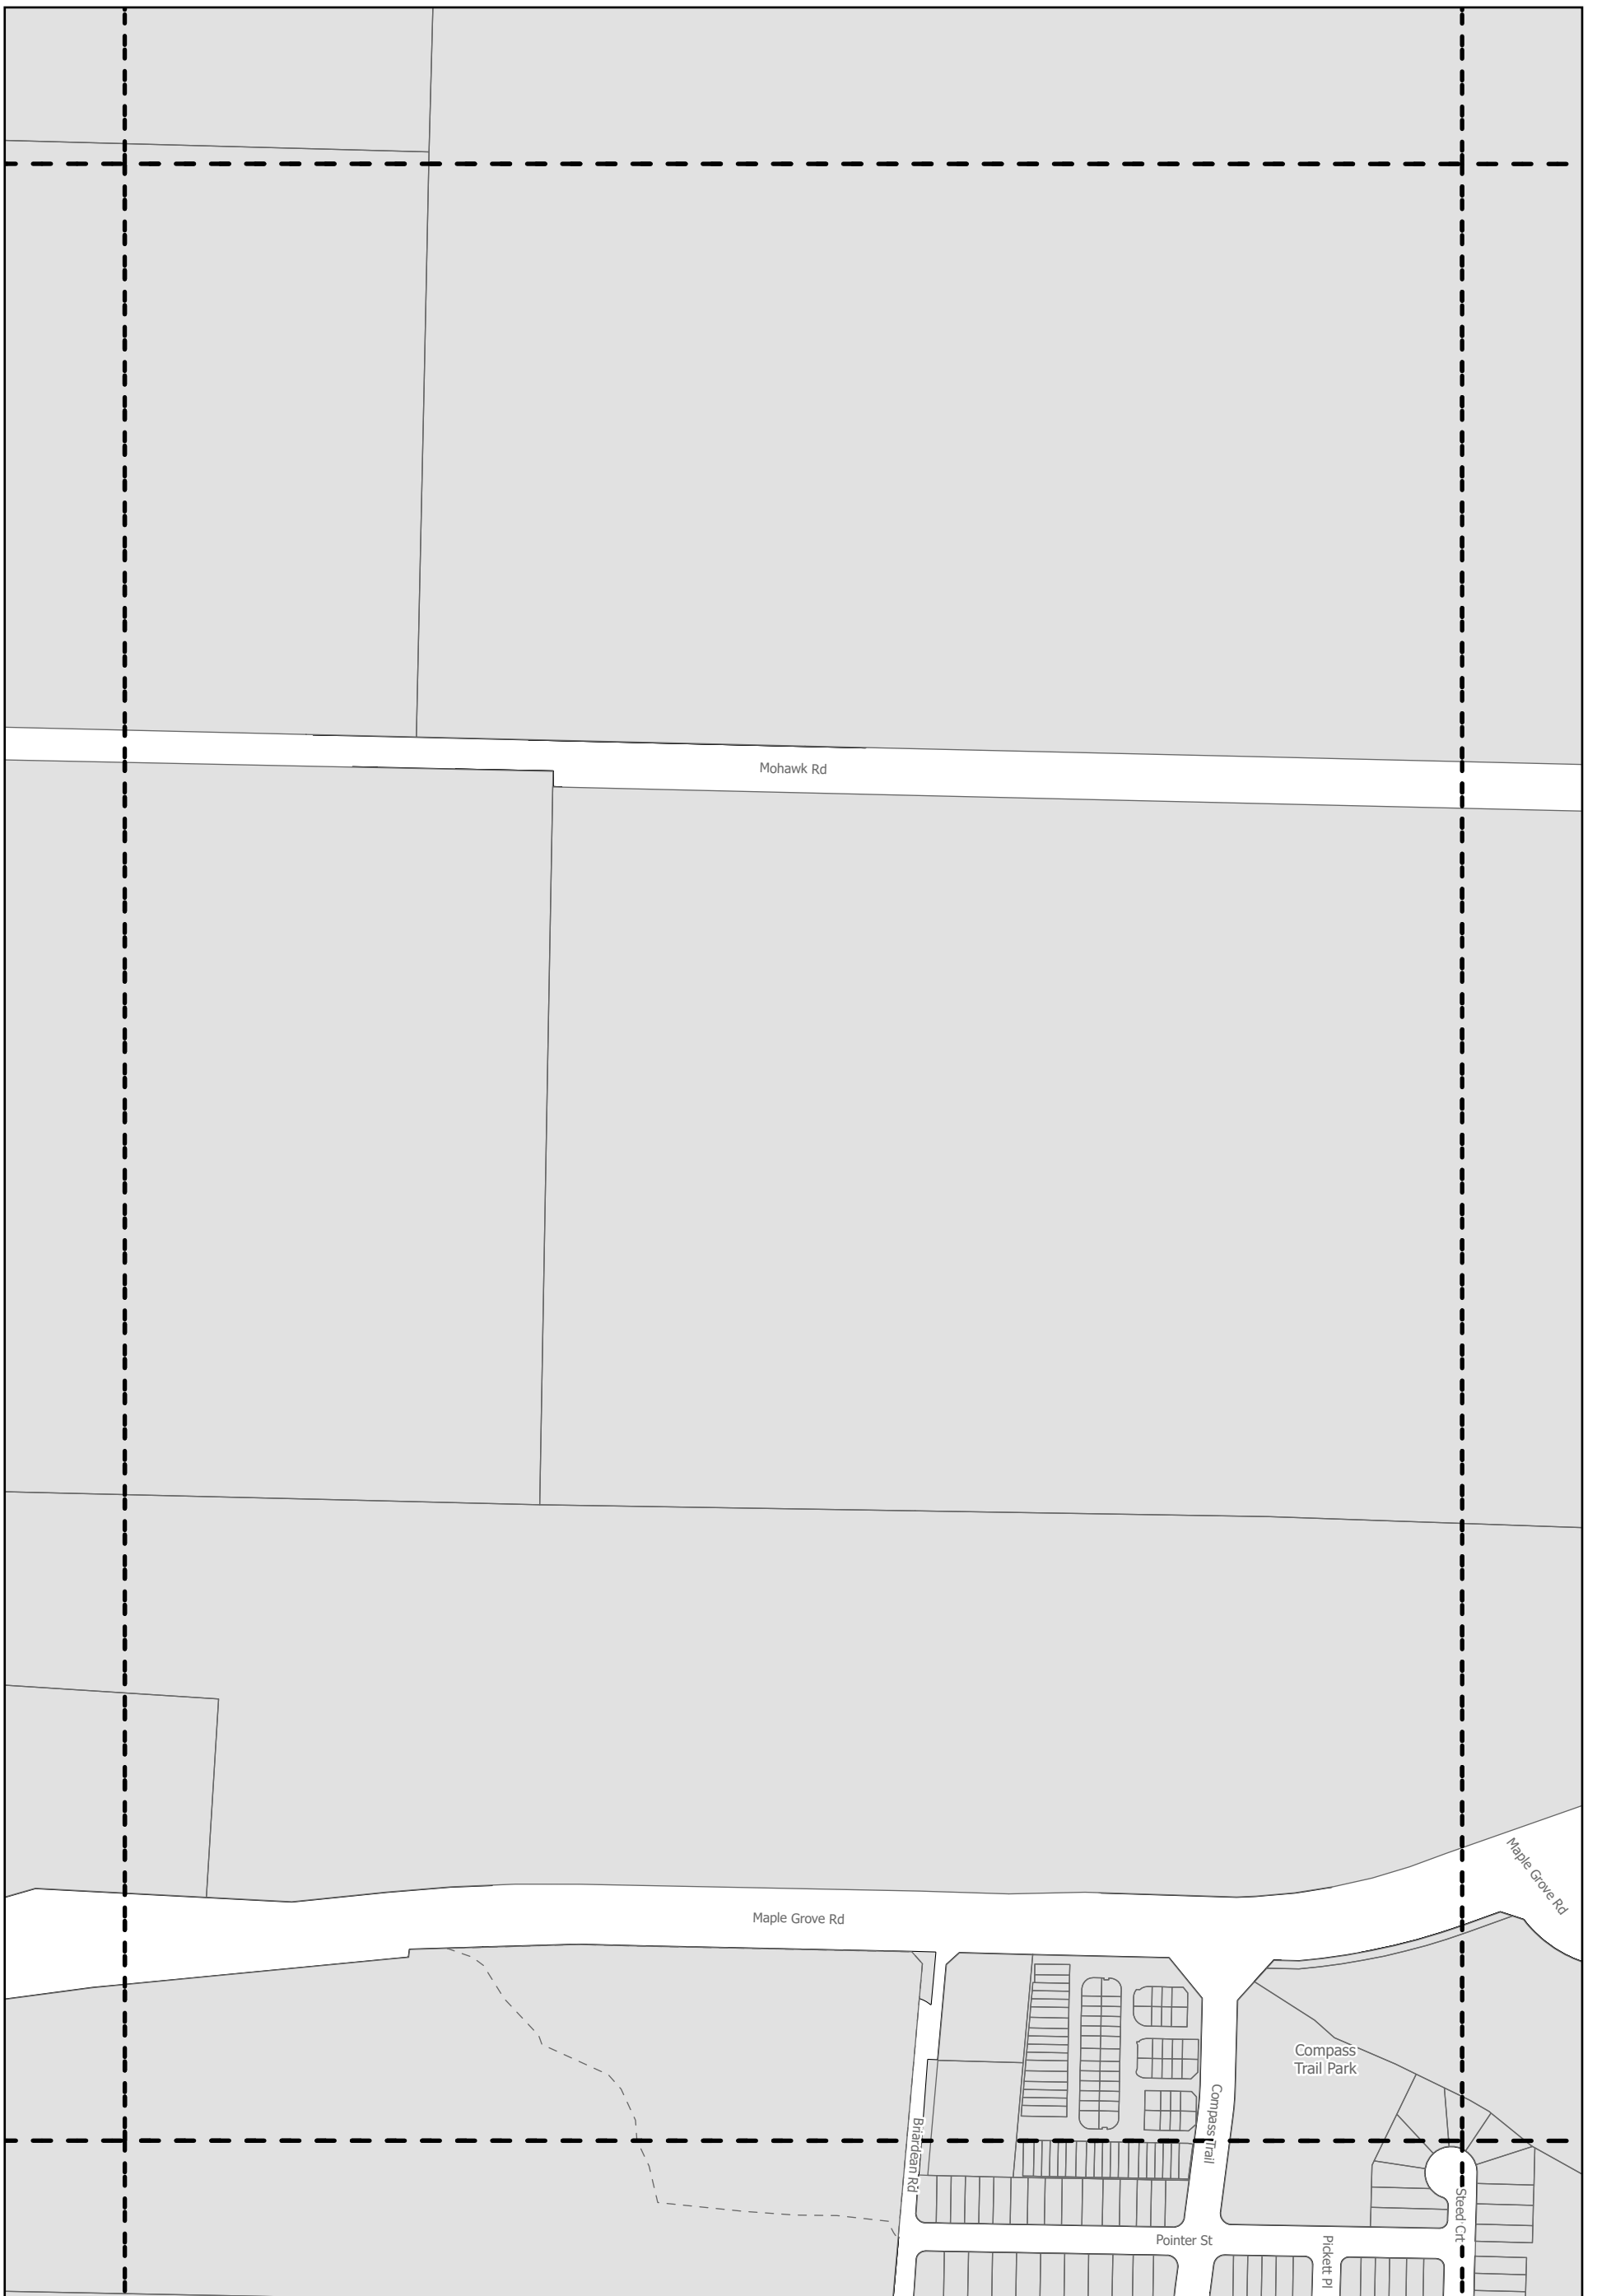 Mohawk Rd
Maple Grove Rd
Maple Grove Rd
Compass
Trail Park
Compass Trail
Briardean Rd
Steed Crt
Pointer St
Pickett Pl